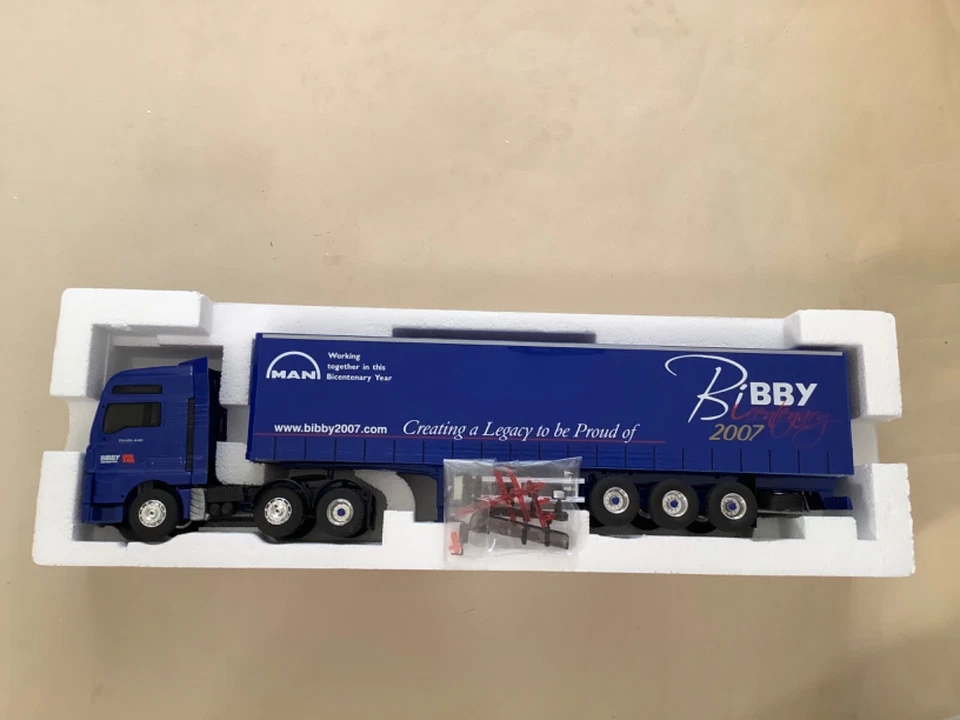 MAN
Working
together in this
Bicentenary Year
www.bibby2007.com
Creating a Legacy to be Proud of
BiBBY
Bicentenary
2007
BIBBY